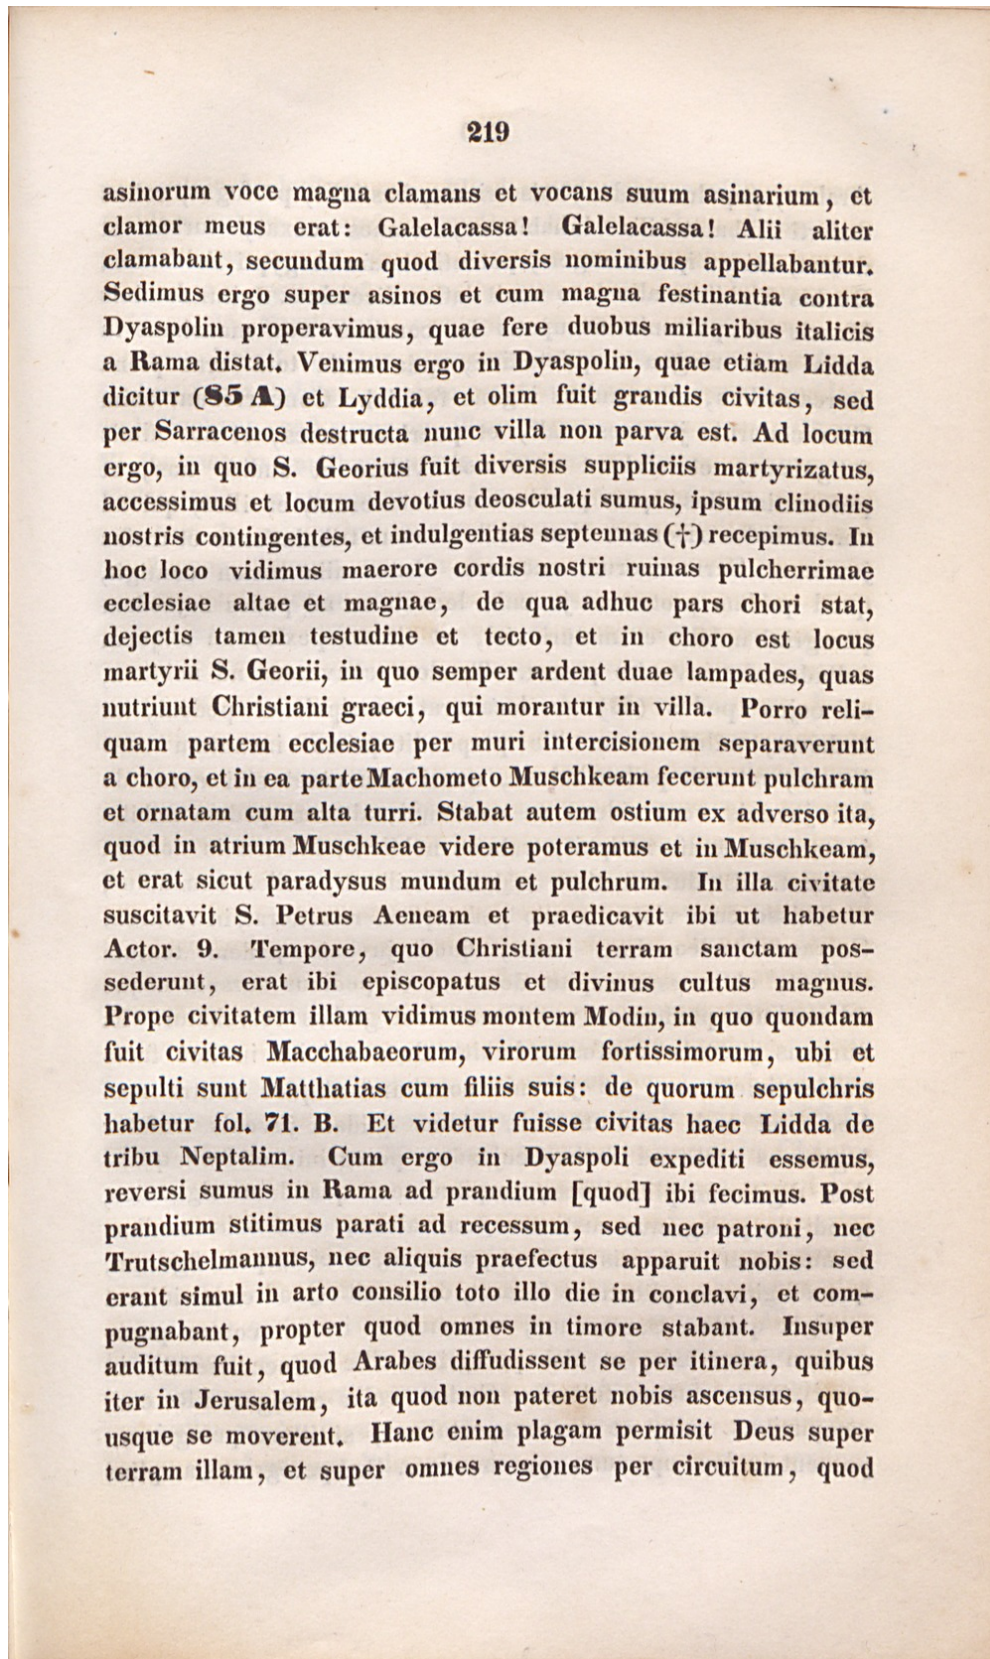 219
asinorum voce magna clamans et vocans suum asinarium, et
clamor meus erat: Galelacassa! Galelacassa! Alii aliter
clamabant, secundum quod diversis nominibus appellabantur.
Sedimus ergo super asinos et cum magna festinantia contra
Dyaspolin properavimus, quae fere duobus miliaribus italicis
a Rama distat. Venimus ergo in Dyaspolin, quae etiam Lidda
dicitur (85 A) et Lyddia, et olim fuit grandis civitas, sed
per Sarracenos destructa nunc villa non parva est. Ad locum
ergo, in quo S. Georius fuit diversis suppliciis martyrizatus,
accessimus et locum devotius deosculati sumus, ipsum clinodiis
nostris contingentes, et indulgentias septennas (†) recepimus. In
hoc loco vidimus maerore cordis nostri ruinas pulcherrimae
ecclesiae altae et magnae, de qua adhuc pars chori stat,
dejectis tamen testudine et tecto, et in choro est locus
martyrii S. Georii, in quo semper ardent duae lampades, quas
nutriunt Christiani graeci, qui morantur in villa. Porro reli-
quam partem ecclesiae per muri intercisionem separaverunt
a choro, et in ea parte Machometo Muschkeam fecerunt pulchram
et ornatam cum alta turri. Stabat autem ostium ex adverso ita,
quod in atrium Muschkeae videre poteramus et in Muschkeam,
et erat sicut paradysus mundum et pulchrum. In illa civitate
suscitavit S. Petrus Aeneam et praedicavit ibi ut habetur
Actor. 9. Tempore, quo Christiani terram sanctam pos-
sederunt, erat ibi episcopatus et divinus cultus magnus.
Prope civitatem illam vidimus montem Modin, in quo quondam
fuit civitas Macchabaeorum, virorum fortissimorum, ubi et
sepulti sunt Matthatias cum filiis suis: de quorum sepulchris
habetur fol. 71. B. Et videtur fuisse civitas haec Lidda de
tribu Neptalim. Cum ergo in Dyaspoli expediti essemus,
reversi sumus in Rama ad prandium [quod] ibi fecimus. Post
prandium stitimus parati ad recessum, sed nec patroni, nec
Trutschelmannus, nec aliquis praefectus apparuit nobis: sed
erant simul in arto consilio toto illo die in conclavi, et com-
pugnabant, propter quod omnes in timore stabant. Insuper
auditum fuit, quod Arabes diffudissent se per itinera, quibus
iter in Jerusalem, ita quod non pateret nobis ascensus, quo-
usque se moverent. Hanc enim plagam permisit Deus super
terram illam, et super omnes regiones per circuitum, quod